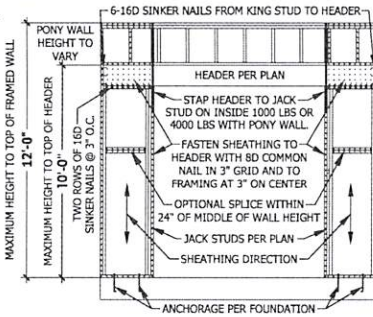 6-16D SINKER NAILS FROM KING STUD TO HEADER
PONY WALL
HEIGHT TO
VARY
HEADER PER PLAN
STAP HEADER TO JACK
STUD ON INSIDE 1000 LBS OR
4000 LBS WITH PONY WALL.
FASTEN SHEATHING TO
HEADER WITH 8D COMMON
NAIL IN 3" GRID AND TO
FRAMING AT 3" ON CENTER
OPTIONAL SPLICE WITHIN
24" OF MIDDLE OF WALL HEIGHT
JACK STUDS PER PLAN
SHEATHING DIRECTION
ANCHORAGE PER FOUNDATION
MAXIMUM HEIGHT TO TOP OF FRAMED WALL
12'-0"
MAXIMUM HEIGHT TO TOP OF HEADER
10'-0"
TWO ROWS OF 16D
SINKER NAILS @ 3" O.C.